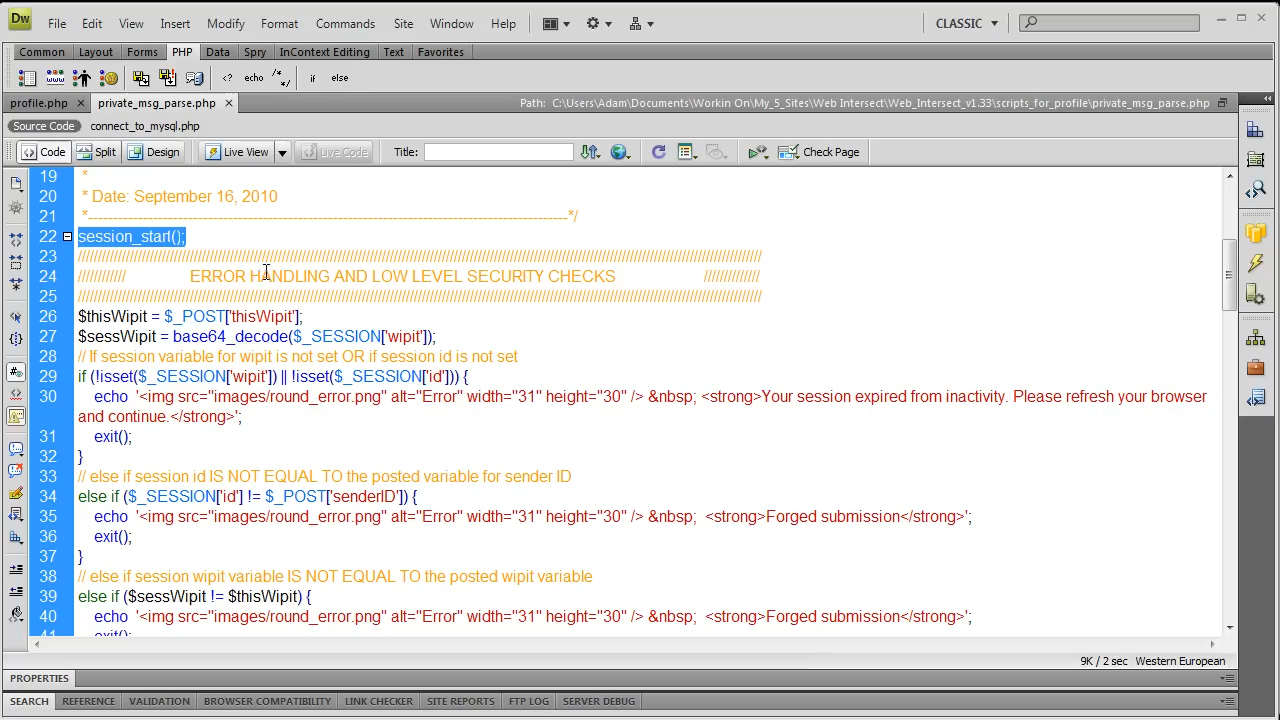 Dw File Edit View Insert Modify Format Commands Site Window Help CLASSIC
Common Layout Forms PHP Data Spry InContext Editing Text Favorites
<? echo /*∗/ if else
profile.php private_msg_parse.php Path: C:\Users\Adam\Documents\Workin On\My_5_Sites\Web Intersect\Web_Intersect_v1.33\scripts_for_profile\private_msg_parse.php
Source Code connect_to_mysql.php
Code Split Design Live View Live Code Title: Check Page
19 *
20 * Date: September 16, 2010
21 *------------------------------------------------------------------------------------------------*/
22 session_start();
23 //////////////////////////////////////////////////////////////////////////////////////////////////////////////////////////
24 //////////// ERROR HANDLING AND LOW LEVEL SECURITY CHECKS //////////////
25 //////////////////////////////////////////////////////////////////////////////////////////////////////////////////////////
26 $thisWipit = $_POST['thisWipit'];
27 $sessWipit = base64_decode($_SESSION['wipit']);
28 // If session variable for wipit is not set OR if session id is not set
29 if (!isset($_SESSION['wipit']) || !isset($_SESSION['id'])) {
30 echo '<img src="images/round_error.png" alt="Error" width="31" height="30" /> &nbsp; <strong>Your session expired from inactivity. Please refresh your browser
and continue.</strong>';
31 exit();
32 }
33 // else if session id IS NOT EQUAL TO the posted variable for sender ID
34 else if ($_SESSION['id'] != $_POST['senderID']) {
35 echo '<img src="images/round_error.png" alt="Error" width="31" height="30" /> &nbsp; <strong>Forged submission</strong>';
36 exit();
37 }
38 // else if session wipit variable IS NOT EQUAL TO the posted wipit variable
39 else if ($sessWipit != $thisWipit) {
40 echo '<img src="images/round_error.png" alt="Error" width="31" height="30" /> &nbsp; <strong>Forged submission</strong>';
41 exit();
9K / 2 sec Western European
PROPERTIES
SEARCH REFERENCE VALIDATION BROWSER COMPATIBILITY LINK CHECKER SITE REPORTS FTP LOG SERVER DEBUG